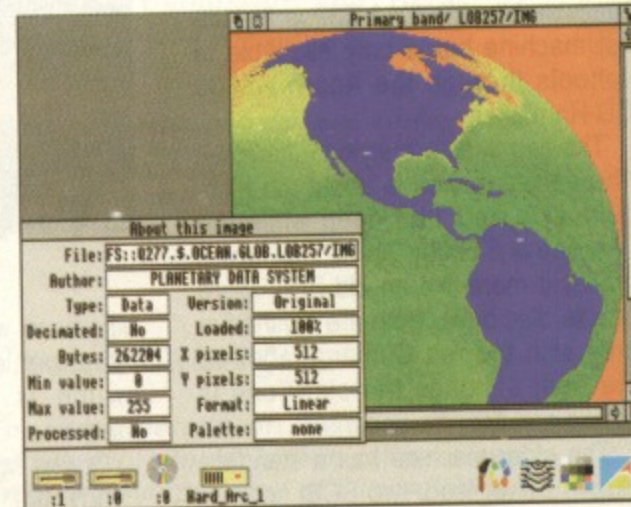 Primary band/ LOB257/IMG
About this image
File: FS::0277.$.OCEAN.GLOB.LOB257/IMG
Author: PLANETARY DATA SYSTEM
Type: Data Version: Original
Decimated: No Loaded: 100%
Bytes: 262204 X pixels: 512
Min value: 0 Y pixels: 512
Max value: 255 Format: Linear
Processed: No Palette: none
:1 :0 :0 Hard_Arc_1